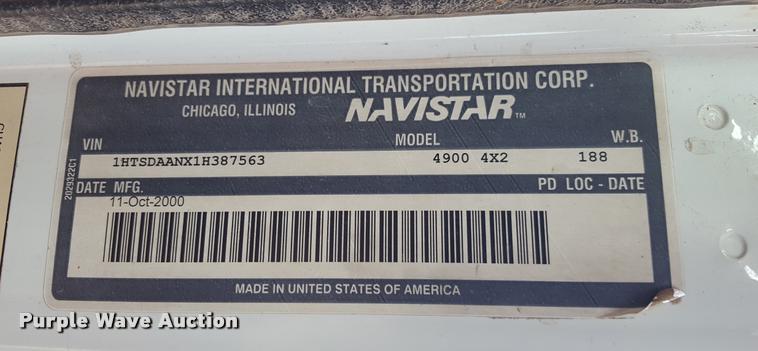 NAVISTAR INTERNATIONAL TRANSPORTATION CORP.
CHICAGO, ILLINOIS NAVISTAR TM
VIN MODEL W.B.
1HTSDAANX1H387563 4900 4X2 188
DATE MFG. PD LOC - DATE
11-Oct-2000
MADE IN UNITED STATES OF AMERICA
2029322C1
Purple Wave Auction